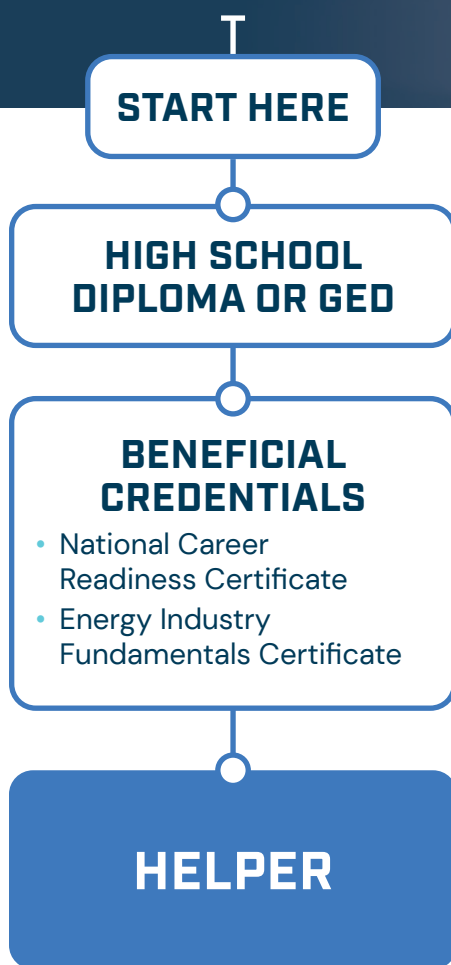 START HERE
HIGH SCHOOL
DIPLOMA OR GED
BENEFICIAL
CREDENTIALS
• National Career
Readiness Certificate
• Energy Industry
Fundamentals Certificate
HELPER